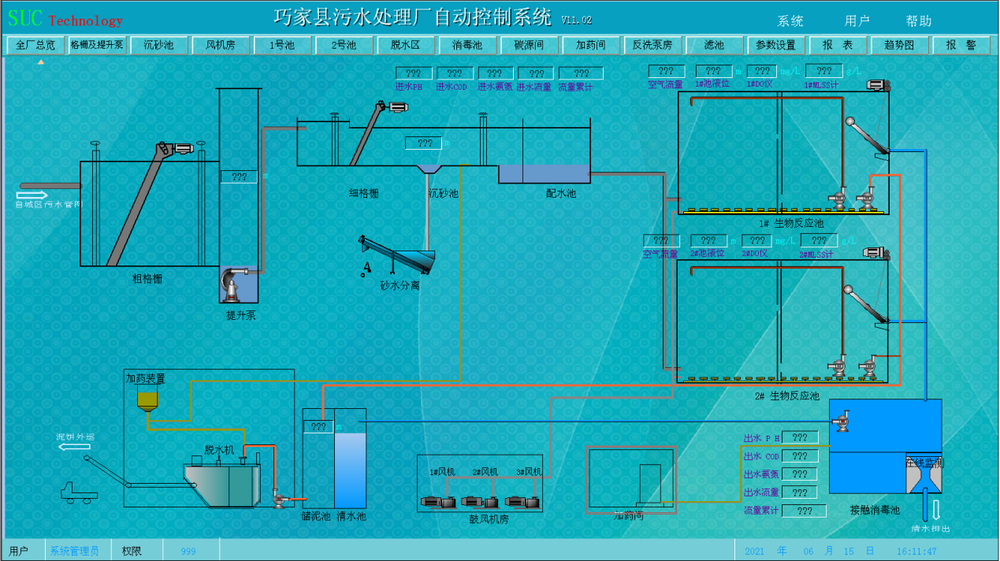 SUC Technology
巧家县污水处理厂自动控制系统 V11.02
系统 用户 帮助
全厂总览 格栅及提升泵 沉砂池 风机房 1号池 2号池 脱水区 消毒池 碳源间 加药间 反洗泵房 滤池 参数设置 报 表 趋势图 报 警
??? ??? ??? ??? ???
进水PH 进水COD 进水氨氮 进水流量 流量累计
??? ??? m ??? mg/L ??? g/L
空气流量 1#池液位 1#DO仪 1#MLSS计
??? m
??? m
自城区污水管网
细格栅 沉砂池 配水池
1# 生物反应池
??? ??? m ??? mg/L ??? g/L
空气流量 2#池液位 2#DO仪 2#MLSS计
粗格栅
砂水分离
提升泵
加药装置
2# 生物反应池
??? m
泥饼外运
脱水机
出水 P H ???
出水 COD ???
出水氨氮 ???
出水流量 ???
流量累计 ???
在线监测
1#风机 2#风机 3#风机
储泥池 清水池
鼓风机房
加药间
接触消毒池
清水排出
用户 系统管理员 权限 999
2021 年 06 月 15 日 16:11:47